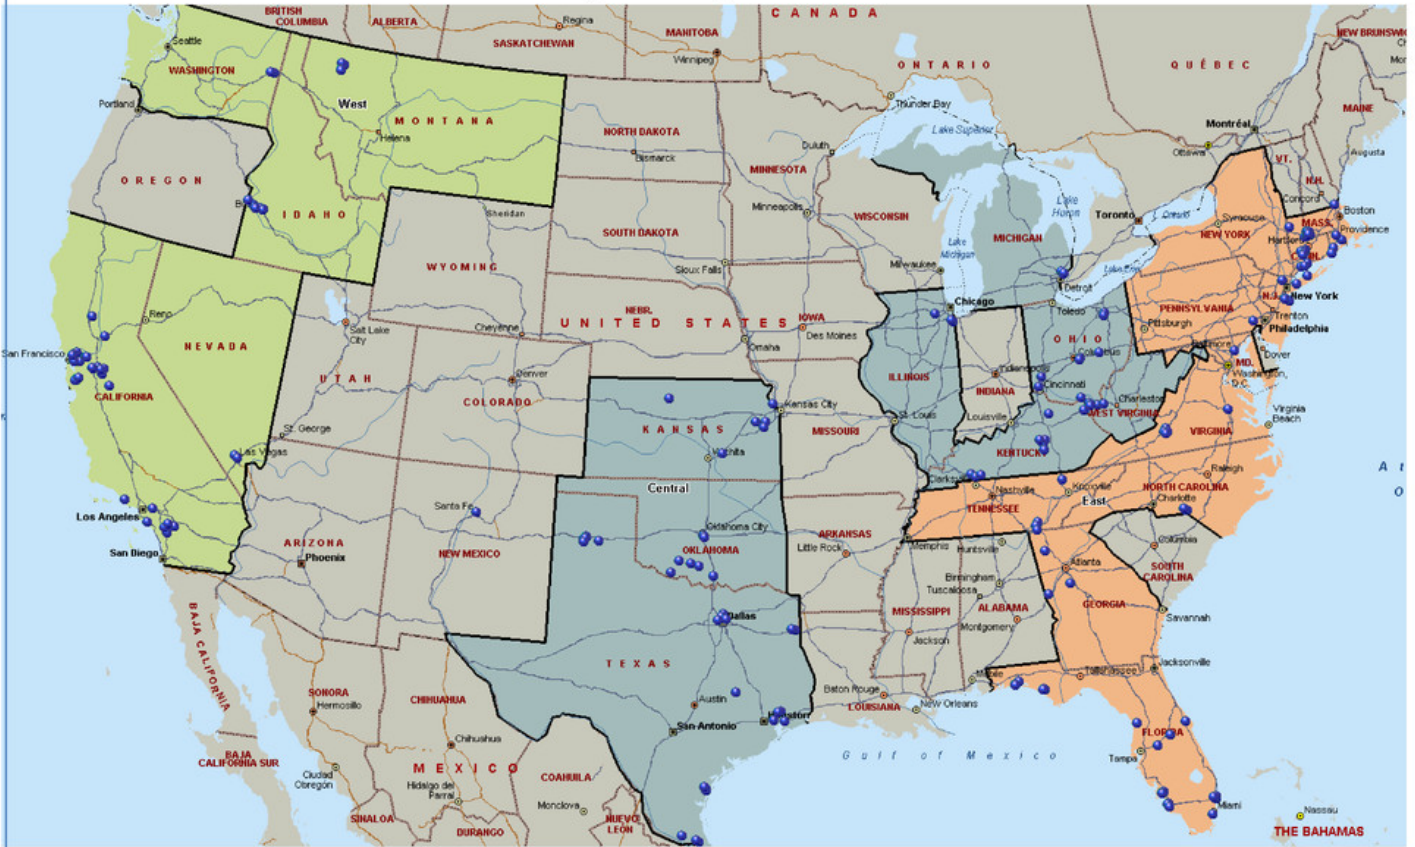 CANADA
BRITISH
COLUMBIA
ALBERTA
Regina
SASKATCHEWAN
MANITOBA
Winnipeg
ONTARIO
QUÉBEC
NEW BRUNSWIC
Seattle
WASHINGTON
West
MONTANA
Helena
Portland
OREGON
IDAHO
NORTH DAKOTA
Bismarck
Duluth
Thunder Bay
Lake Superior
MINNESOTA
Minneapolis
WISCONSIN
Montréal
Ottawa
MAINE
Augusta
VT.
N.H.
Concord
Boston
MASS.
Providence
Toronto
Lake
Huron
Syracuse
NEW YORK
Sheridan
WYOMING
SOUTH DAKOTA
Sioux Falls
MICHIGAN
Lake
Michigan
Milwaukee
Detroit
Toledo
Chicago
Reno
NEVADA
Salt Lake
City
Cheyenne
NEBR.
UNITED STATES
IOWA
Des Moines
Omaha
PENNSYLVANIA
Pittsburgh
N.J.
New York
Trenton
Philadelphia
Dover
MD.
Washington,
D.C.
San Francisco
CALIFORNIA
UTAH
Denver
COLORADO
St. George
Las Vegas
KANSAS
Kansas City
Wichita
MISSOURI
St. Louis
ILLINOIS
INDIANA
Indianapolis
OHIO
Columbus
Cincinnati
Louisville
Charleston
WEST VIRGINIA
VIRGINIA
Virginia
Beach
KENTUCK
Central
Los Angeles
San Diego
ARIZONA
Phoenix
Santa Fe
NEW MEXICO
Oklahoma City
OKLAHOMA
ARKANSAS
Little Rock
Memphis
Nashville
TENNESSEE
Knoxville
East
Raleigh
NORTH CAROLINA
Charlotte
Columbia
SOUTH
CAROLINA
Huntsville
Birmingham
Tuscaloosa
ALABAMA
Montgomery
MISSISSIPPI
Jackson
Atlanta
GEORGIA
Savannah
Dallas
TEXAS
Austin
San Antonio
Houston
Baton Rouge
LOUISIANA
New Orleans
Mobile
Tallahassee
Jacksonville
FLORIDA
Tampa
Miami
Gulf of Mexico
BAJA CALIFORNIA
BAJA
CALIFORNIA SUR
SONORA
Hermosillo
CHIHUAHUA
Chihuahua
MEXICO
Ciudad
Obregón
Hidalgo del
Parral
SINALOA
DURANGO
COAHUILA
Monclova
NUEVO
LEÓN
Nassau
THE BAHAMAS